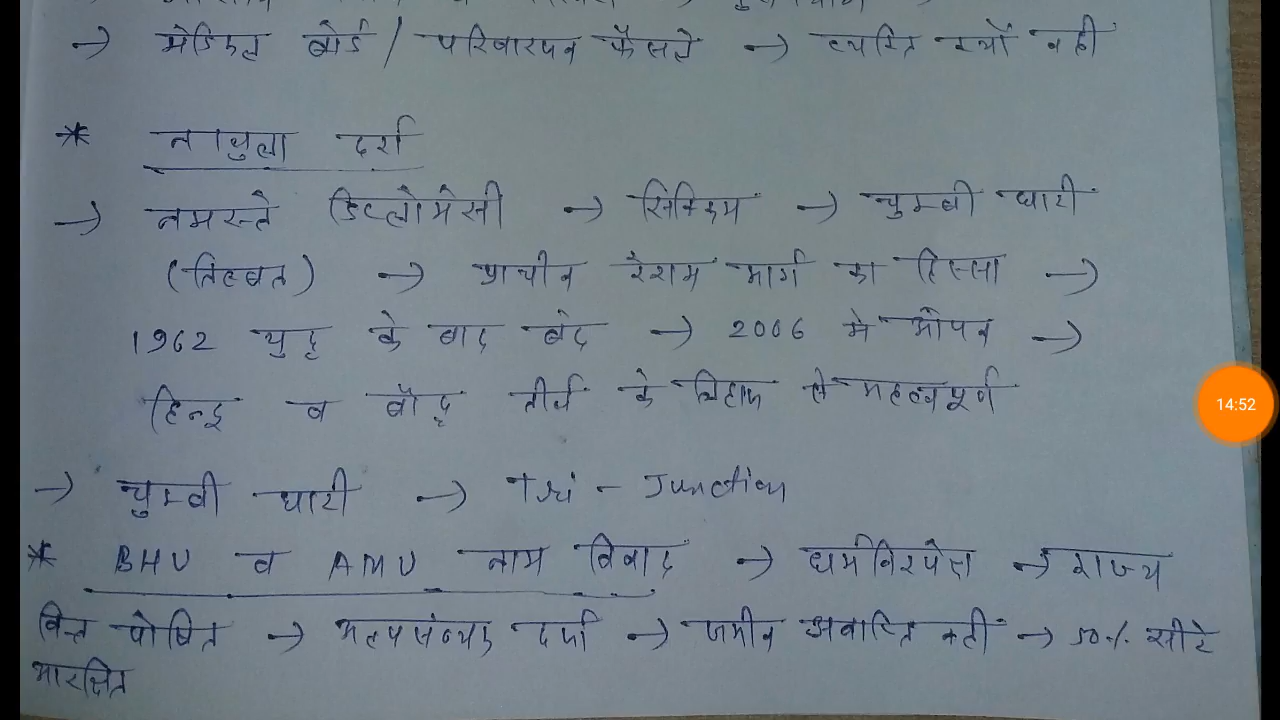 → मेडिकल बोर्ड / परिवारपन फैसले → व्यक्ति क्यों नहीं
* नाथुला दर्रा
→ नमस्ते डिप्लोमेसी → सिक्किम → चुम्बी घाटी
(तिब्बत) → प्राचीन रेशम मार्ग का हिस्सा →
1962 युद्ध के बाद बंद → 2006 मे ओपन →
हिन्दू व बौद्ध तीर्थ के लिहाज से महत्वपूर्ण
→ चुम्बी घाटी → Tri - Junction
* BHU व AMU नाम विवाद → धर्मनिरपेक्ष → राज्य
वित्त पोषित → अल्पसंख्यक दर्जा → जमीन आवंटित नहीं → 50% सीटे
आरक्षित
14:52